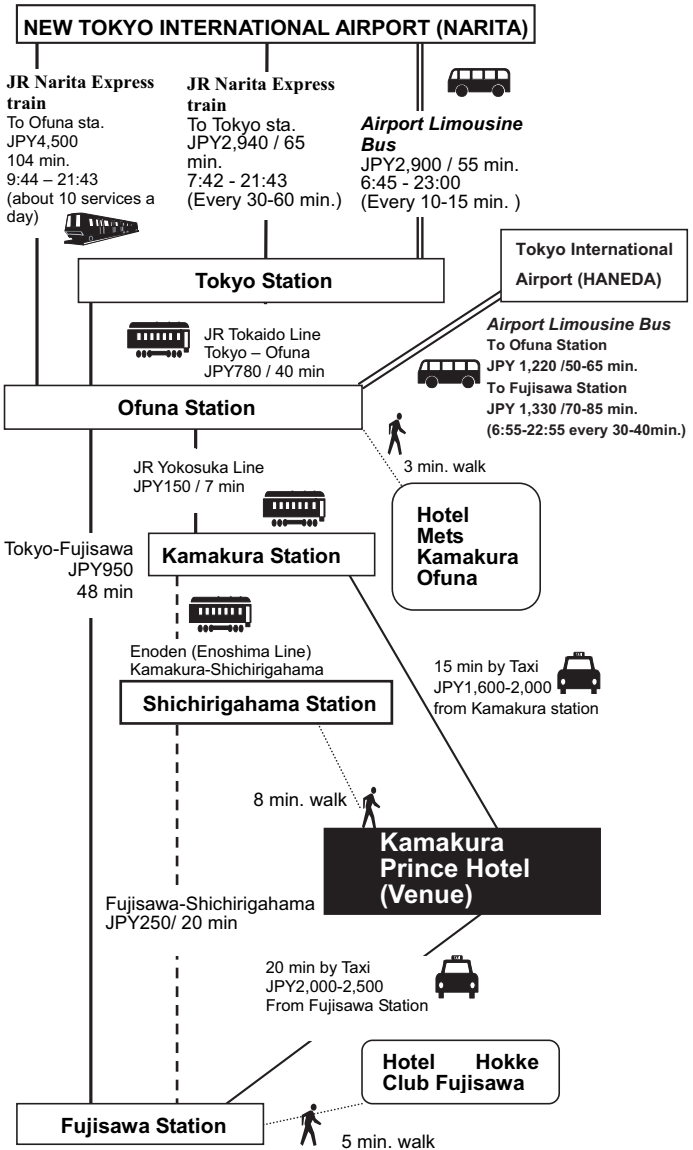 NEW TOKYO INTERNATIONAL AIRPORT (NARITA)
JR Narita Express
train
To Ofuna sta.
JPY4,500
104 min.
9:44 – 21:43
(about 10 services a
day)
JR Narita Express
train
To Tokyo sta.
JPY2,940 / 65
min.
7:42 - 21:43
(Every 30-60 min.)
Airport Limousine
Bus
JPY2,900 / 55 min.
6:45 - 23:00
(Every 10-15 min. )
Tokyo Station
Tokyo International
Airport (HANEDA)
JR Tokaido Line
Tokyo – Ofuna
JPY780 / 40 min
Airport Limousine Bus
To Ofuna Station
JPY 1,220 /50-65 min.
To Fujisawa Station
JPY 1,330 /70-85 min.
(6:55-22:55 every 30-40min.)
Ofuna Station
3 min. walk
JR Yokosuka Line
JPY150 / 7 min
Hotel
Mets
Kamakura
Ofuna
Tokyo-Fujisawa
JPY950
48 min
Kamakura Station
Enoden (Enoshima Line)
Kamakura-Shichirigahama
15 min by Taxi
JPY1,600-2,000
from Kamakura station
Shichirigahama Station
8 min. walk
Kamakura
Prince Hotel
(Venue)
Fujisawa-Shichirigahama
JPY250/ 20 min
20 min by Taxi
JPY2,000-2,500
From Fujisawa Station
Hotel Hokke
Club Fujisawa
Fujisawa Station
5 min. walk